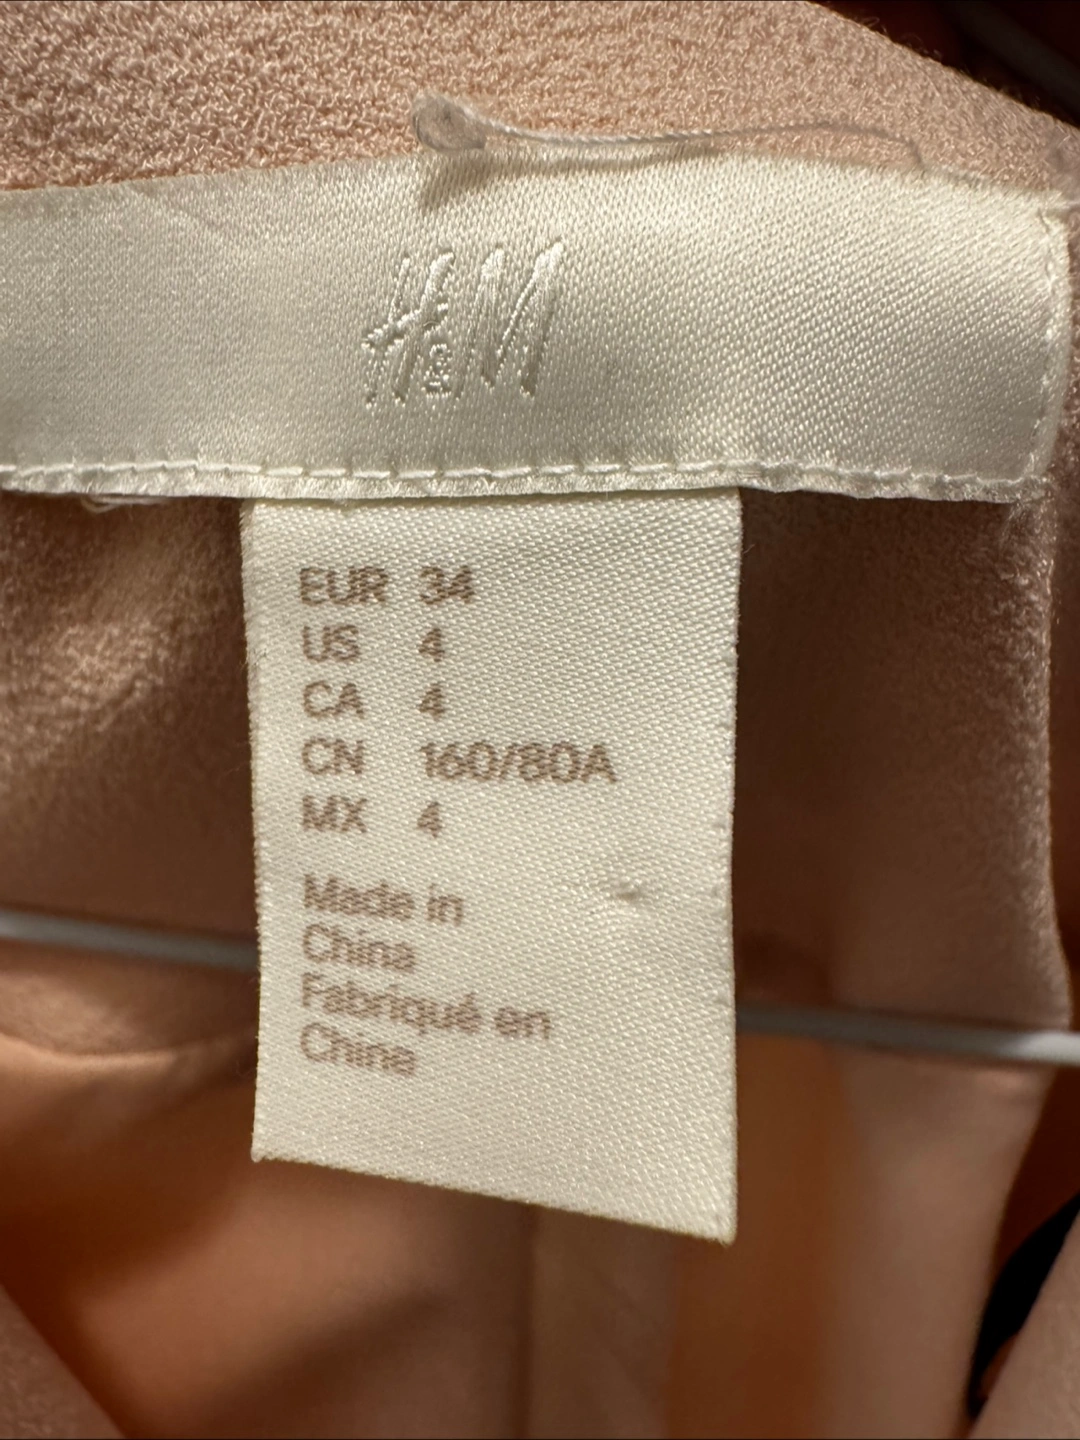 H&M
EUR 34
US 4
CA 4
CN 160/80A
MX 4
Made in
China
Fabriqué en
Chine